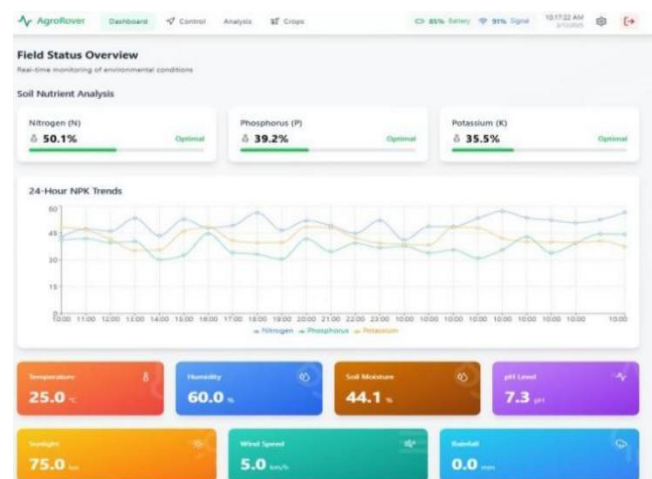 AgroRover Dashboard Control Analysis Crops 85% Battery 91% Signal 10:17:22 AM
Field Status Overview
Real-time monitoring of environmental conditions
Soil Nutrient Analysis
Nitrogen (N) Phosphorus (P) Potassium (K)
50.1% Optimal 39.2% Optimal 35.5% Optimal
24-Hour NPK Trends
60
45
30
15
0
10:00 11:00 12:00 13:00 14:00 15:00 16:00 17:00 18:00 19:00 20:00 21:00 22:00 23:00 10:00 10:00 10:00 10:00 10:00 10:00 10:00 10:00
Nitrogen Phosphorus Potassium
Temperature Humidity Soil Moisture pH Level
25.0 °C 60.0 % 44.1 % 7.3 pH
Sunlight Wind Speed Rainfall
75.0 5.0 km/h 0.0 mm